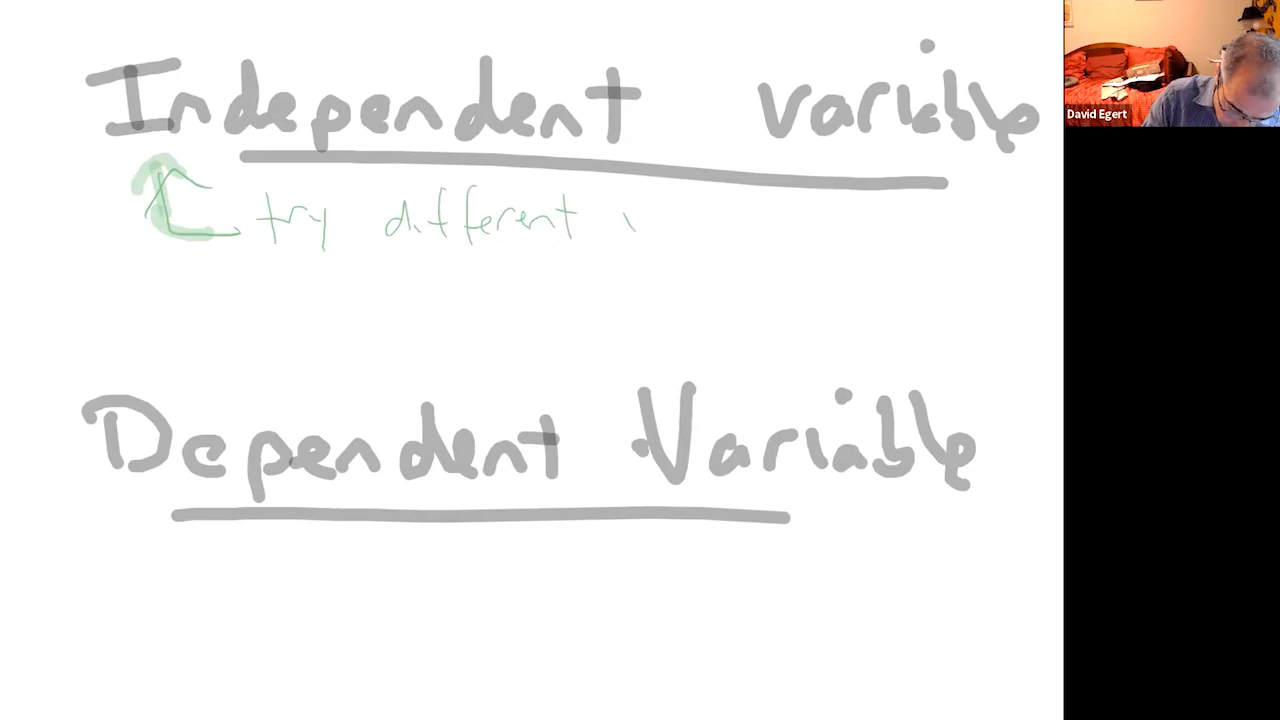 Independent variable
try different
Dependent Variable
David Egert